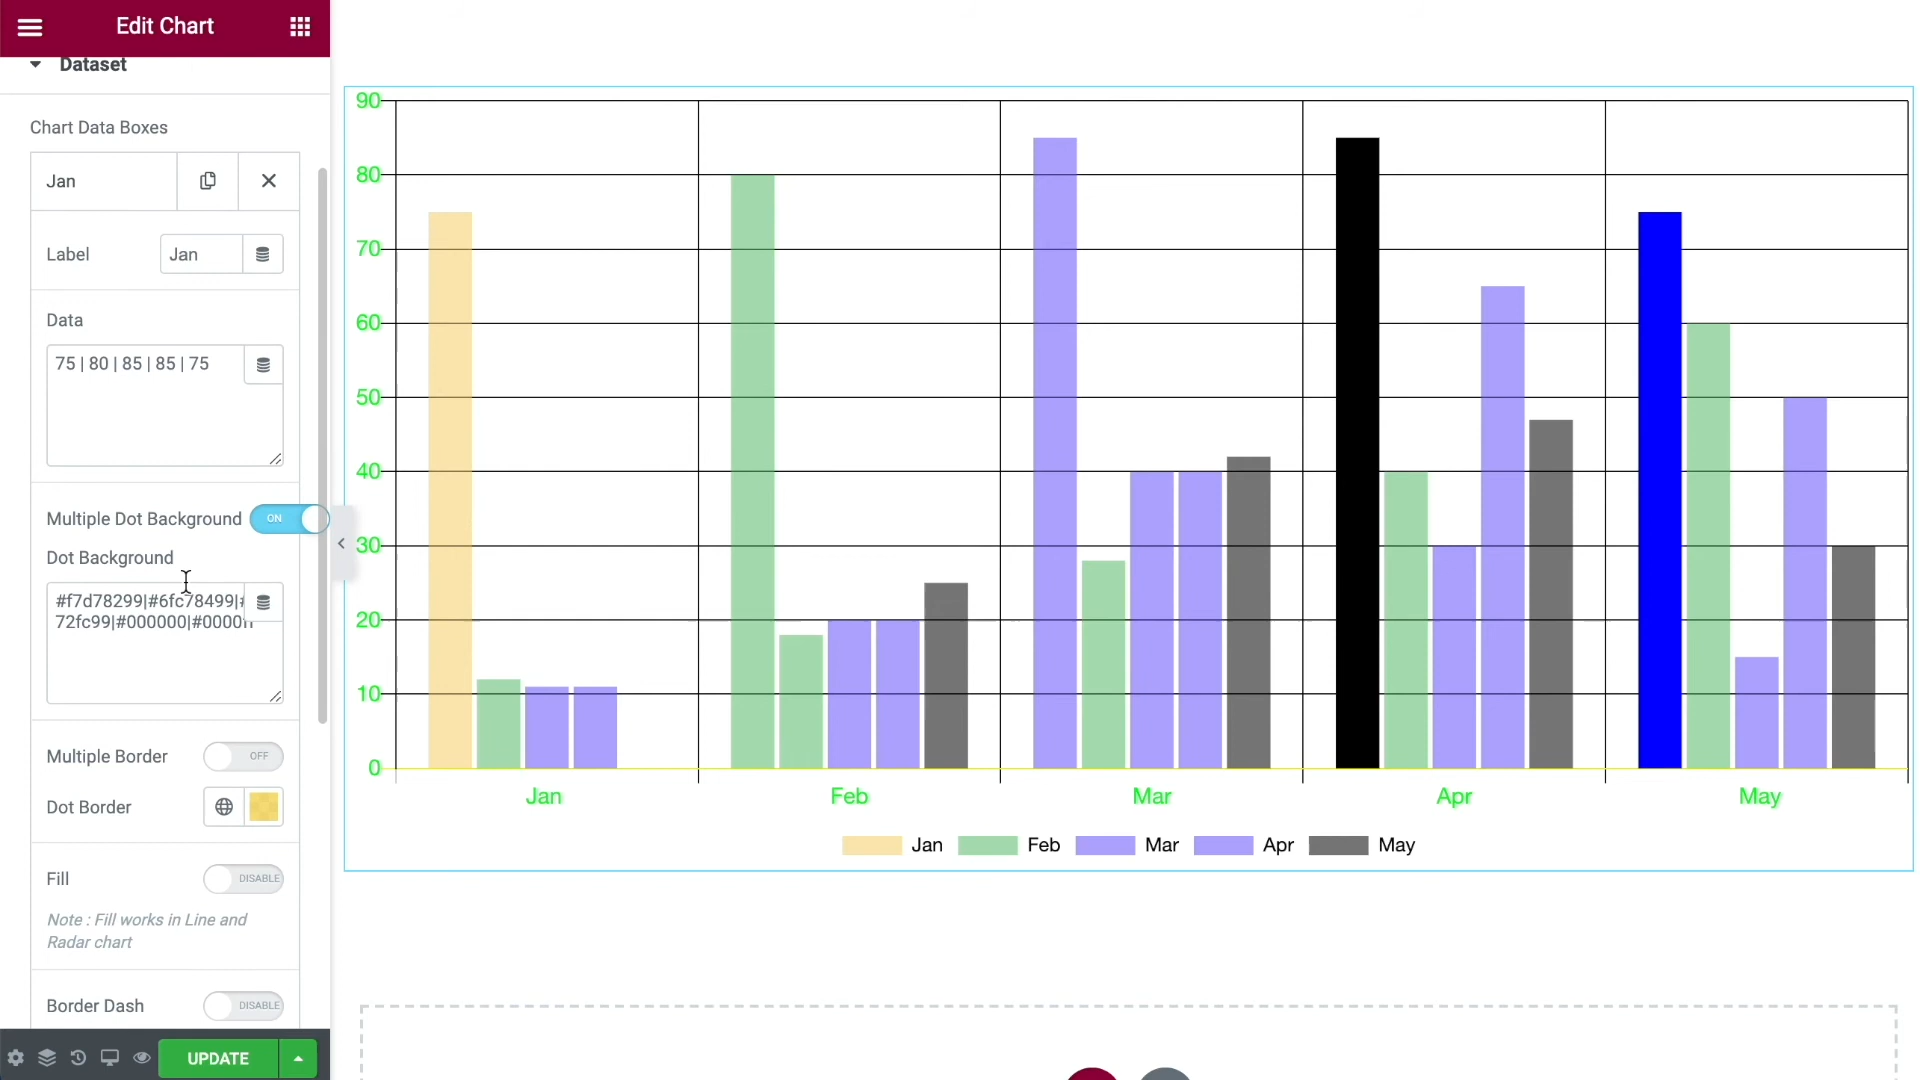 Edit Chart
Dataset
Chart Data Boxes
Jan
Label
Jan
Data
75 | 80 | 85 | 85 | 75
Multiple Dot Background
ON
Dot Background
#f7d78299|#6fc78499|#
72fc99|#000000|#0000ff
Multiple Border
OFF
Dot Border
Fill
DISABLE
Note : Fill works in Line and
Radar chart
Border Dash
DISABLE
UPDATE
90
80
70
60
50
40
30
20
10
0
Jan
Feb
Mar
Apr
May
Jan
Feb
Mar
Apr
May